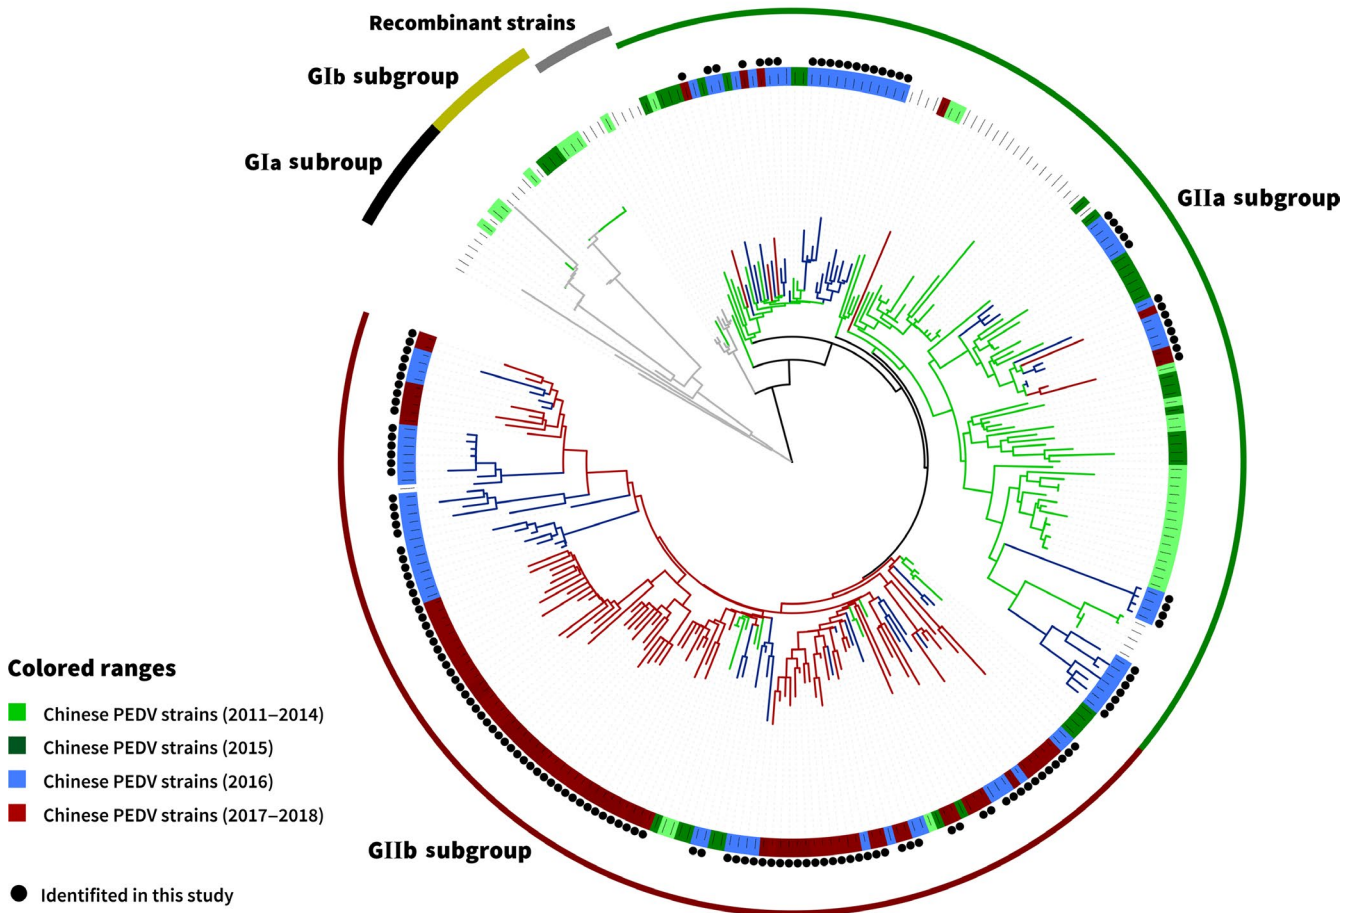 Recombinant strains
GIb subgroup
GIa subroup
GIIa subgroup
Colored ranges
Chinese PEDV strains (2011–2014)
Chinese PEDV strains (2015)
Chinese PEDV strains (2016)
Chinese PEDV strains (2017–2018)
GIIb subgroup
Identifited in this study